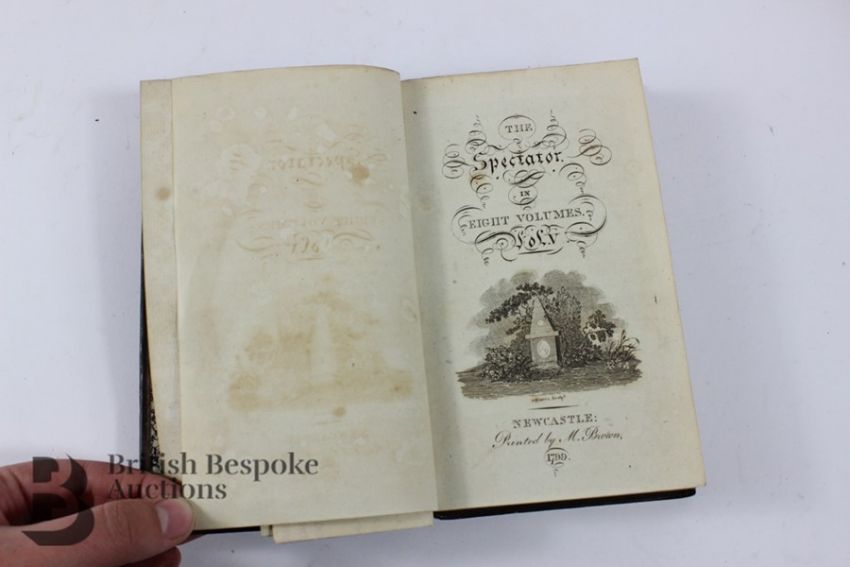 THE
Spectator.
IN
EIGHT VOLUMES.
Vol. V
NEWCASTLE:
Printed by M. Brown,
1799.
B
British Bespoke
Auctions